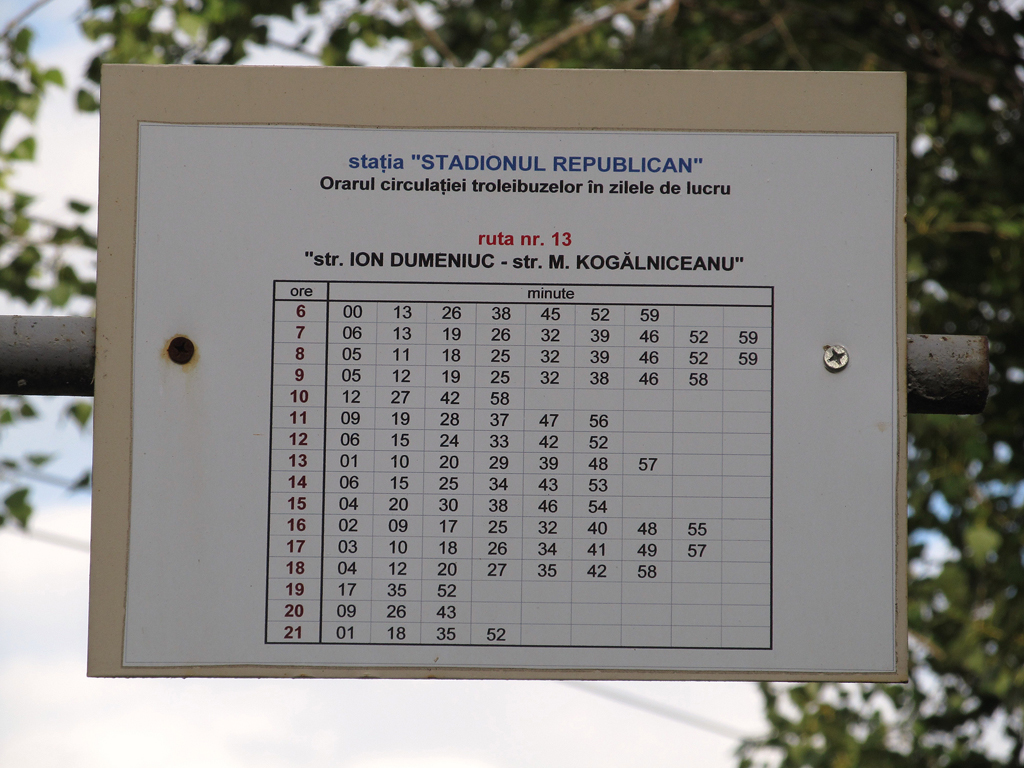 stația "STADIONUL REPUBLICAN"
Orarul circulației troleibuzelor în zilele de lucru
ruta nr. 13
"str. ION DUMENIUC - str. M. KOGĂLNICEANU"
ore minute
6 00 13 26 38 45 52 59
7 06 13 19 26 32 39 46 52 59
8 05 11 18 25 32 39 46 52 59
9 05 12 19 25 32 38 46 58
10 12 27 42 58
11 09 19 28 37 47 56
12 06 15 24 33 42 52
13 01 10 20 29 39 48 57
14 06 15 25 34 43 53
15 04 20 30 38 46 54
16 02 09 17 25 32 40 48 55
17 03 10 18 26 34 41 49 57
18 04 12 20 27 35 42 58
19 17 35 52
20 09 26 43
21 01 18 35 52